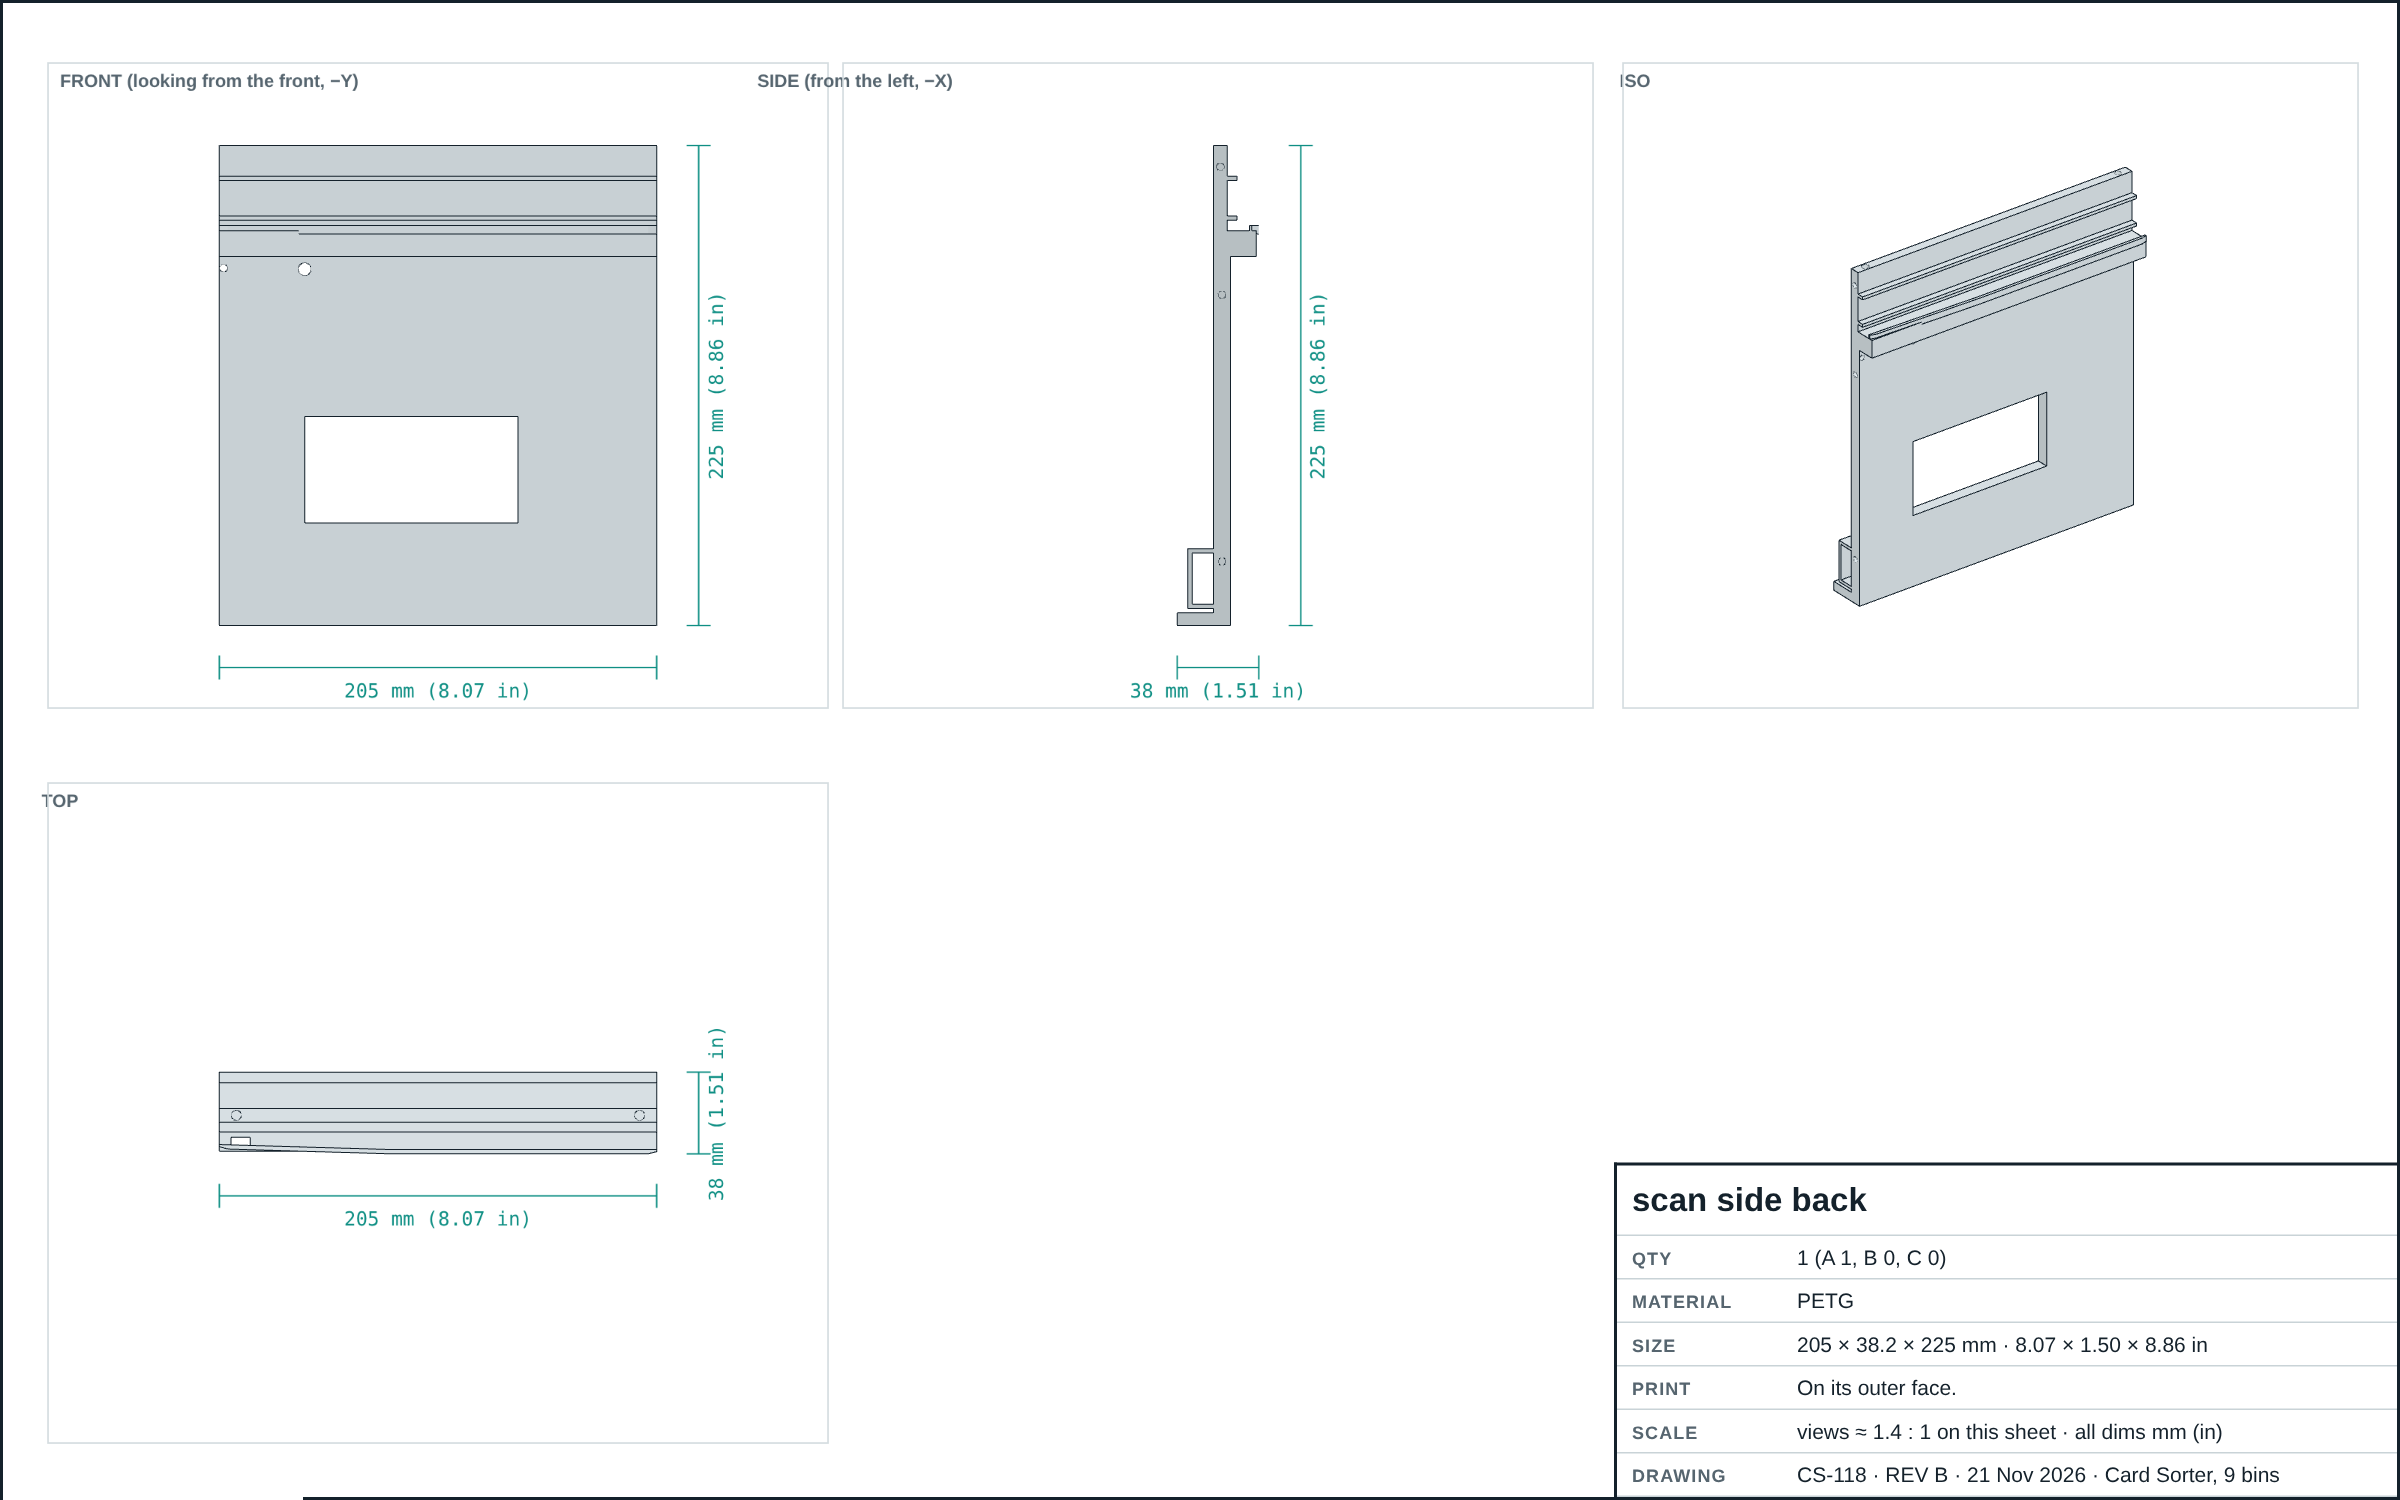 FRONT (looking from the front, −Y)
SIDE (from the left, −X)
ISO
225 mm (8.86 in)
225 mm (8.86 in)
205 mm (8.07 in)
38 mm (1.51 in)
TOP
38 mm (1.51 in)
205 mm (8.07 in)
scan side back
QTY 1 (A 1, B 0, C 0)
MATERIAL PETG
SIZE 205 × 38.2 × 225 mm · 8.07 × 1.50 × 8.86 in
PRINT On its outer face.
SCALE views ≈ 1.4 : 1 on this sheet · all dims mm (in)
DRAWING CS-118 · REV B · 21 Nov 2026 · Card Sorter, 9 bins